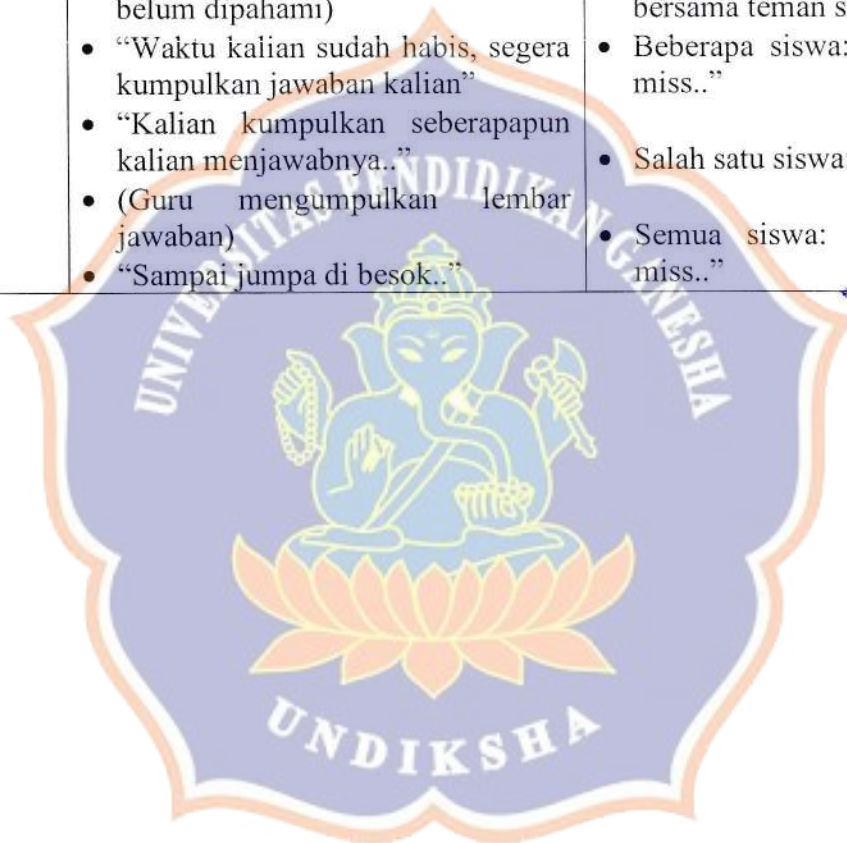 belum dipahami)
• “Waktu kalian sudah habis, segera
kumpulkan jawaban kalian”
• “Kalian kumpulkan seberapapun
kalian menjawabnya..”
• (Guru mengumpulkan lembar
jawaban)
• “Sampai jumpa di besok..”
bersama teman s
• Beberapa siswa:
miss..”
• Salah satu siswa
• Semua siswa:
miss..”
UNIVERSITAS PENDIDIKAN GANESHA
UNDIKSHA